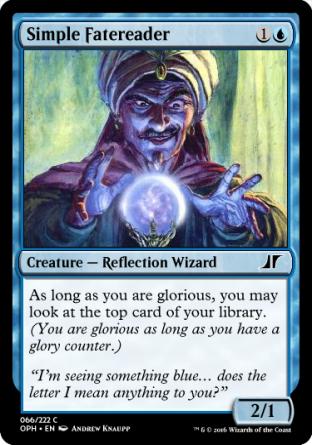 Simple Fatereader 1
Creature — Reflection Wizard
As long as you are glorious, you may
look at the top card of your library.
(You are glorious as long as you have a
glory counter.)
“I’m seeing something blue… does the
letter I mean anything to you?”
2/1
066/222 C
OPH • EN ANDREW KNAUPP
™ & © 2016 Wizards of the Coast